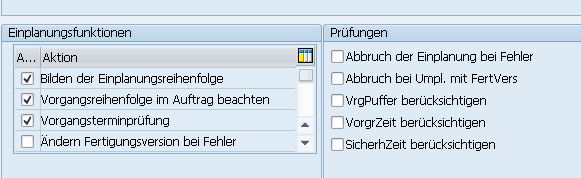 Einplanungsfunktionen
A... Aktion
Bilden der Einplanungsreihenfolge
Vorgangsreihenfolge im Auftrag beachten
Vorgangsterminprüfung
Ändern Fertigungsversion bei Fehler
Prüfungen
Abbruch der Einplanung bei Fehler
Abbruch bei Umpl. mit FertVers
VrgPuffer berücksichtigen
VorgrZeit berücksichtigen
SicherhZeit berücksichtigen